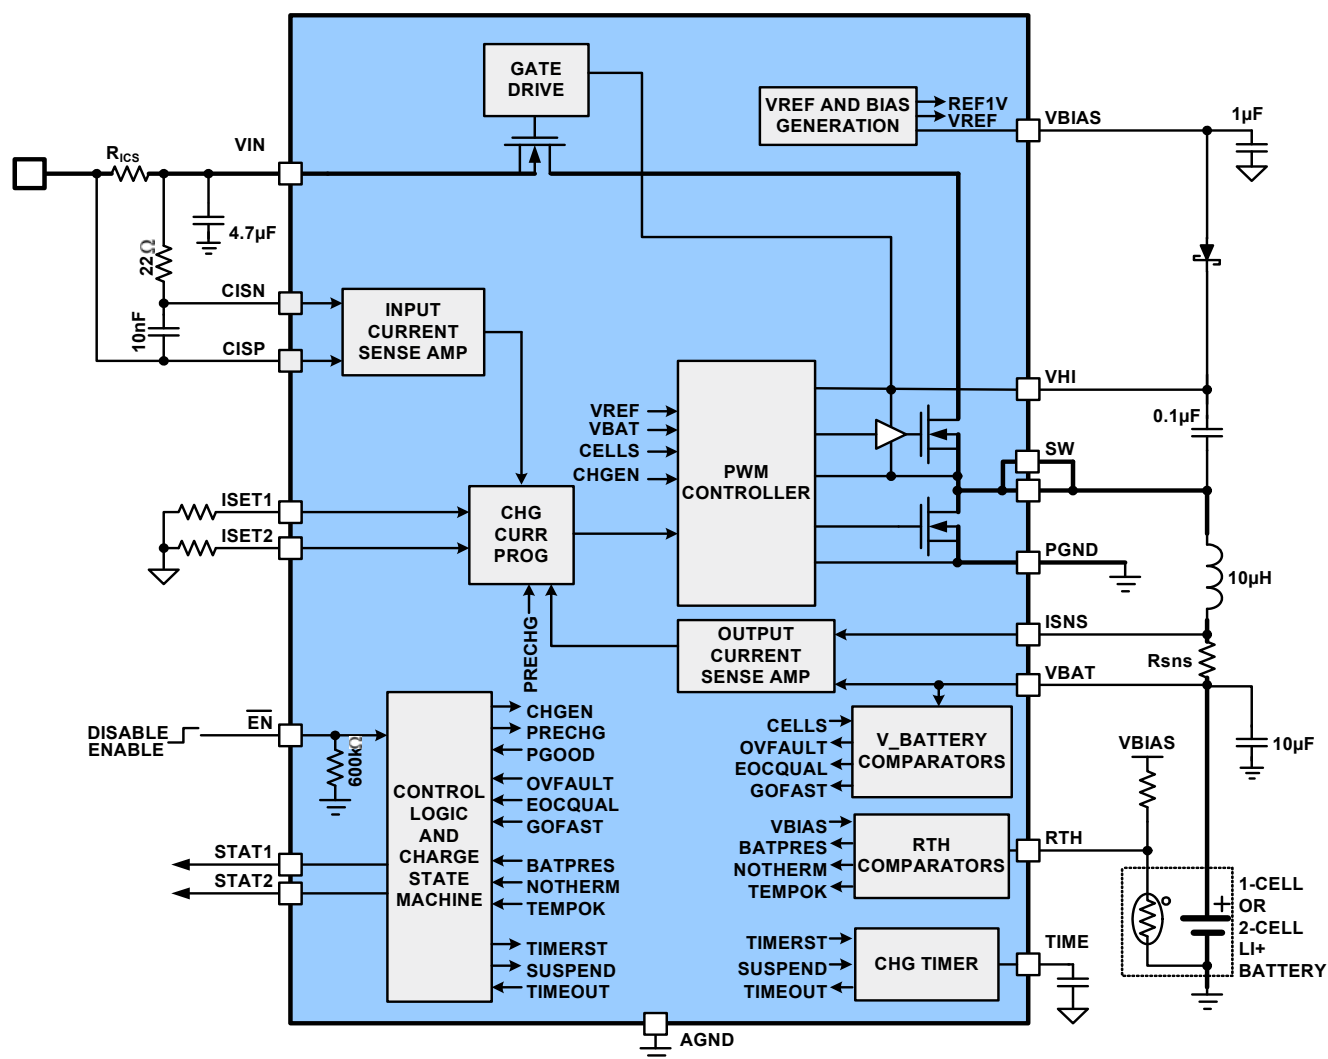 GATE
DRIVE
VREF AND BIAS
GENERATION
REF1V
VREF
VBIAS
1µF
RICS
VIN
4.7µF
22Ω
CISN
10nF
CISP
INPUT
CURRENT
SENSE AMP
VHI
0.1µF
VREF
VBAT
CELLS
CHGEN
PWM
CONTROLLER
SW
ISET1
ISET2
CHG
CURR
PROG
PGND
10µH
PRECHG
OUTPUT
CURRENT
SENSE AMP
ISNS
Rsns
VBAT
DISABLE
ENABLE
EN
600kΩ
CONTROL
LOGIC
AND
CHARGE
STATE
MACHINE
CHGEN
PRECHG
PGOOD
OVFAULT
EOCQUAL
GOFAST
BATPRES
NOTHERM
TEMPOK
TIMERST
SUSPEND
TIMEOUT
STAT1
STAT2
CELLS
OVFAULT
EOCQUAL
GOFAST
V_BATTERY
COMPARATORS
10µF
VBIAS
VBIAS
BATPRES
NOTHERM
TEMPOK
RTH
COMPARATORS
RTH
TIMERST
SUSPEND
TIMEOUT
CHG TIMER
TIME
+
1-CELL
OR
2-CELL
LI+
BATTERY
AGND